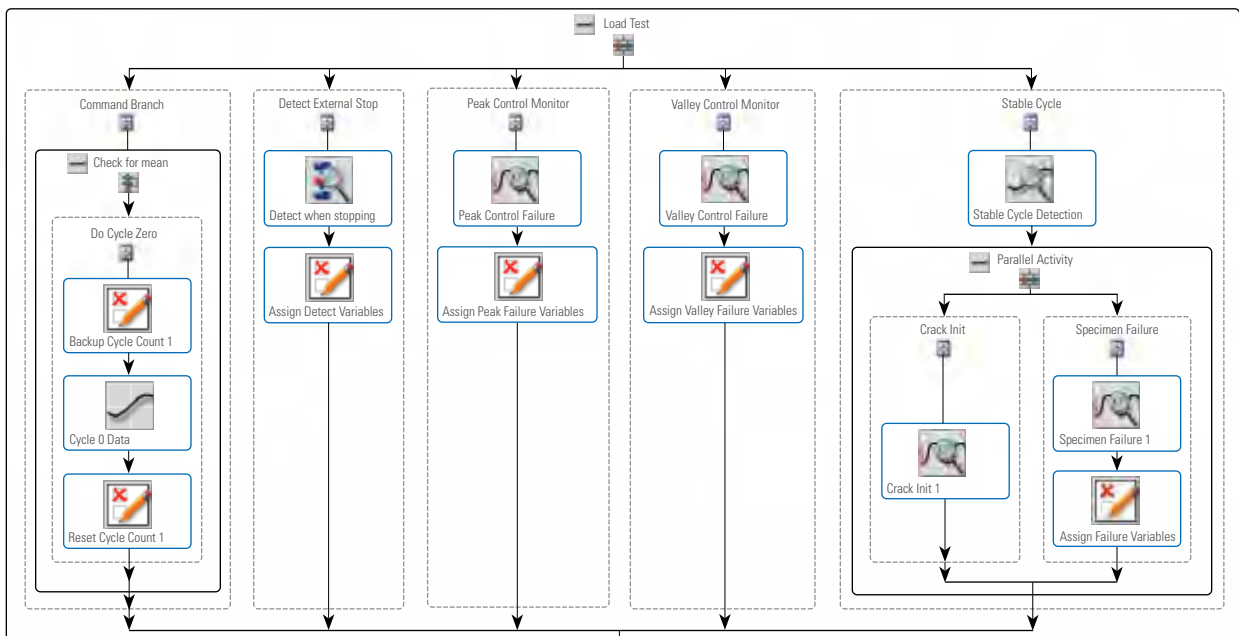 Load Test
Command Branch
Check for mean
Do Cycle Zero
Backup Cycle Count 1
Cycle 0 Data
Reset Cycle Count 1
Detect External Stop
Detect when stopping
Assign Detect Variables
Peak Control Monitor
Peak Control Failure
Assign Peak Failure Variables
Valley Control Monitor
Valley Control Failure
Assign Valley Failure Variables
Stable Cycle
Stable Cycle Detection
Parallel Activity
Crack Init
Crack Init 1
Specimen Failure
Specimen Failure 1
Assign Failure Variables